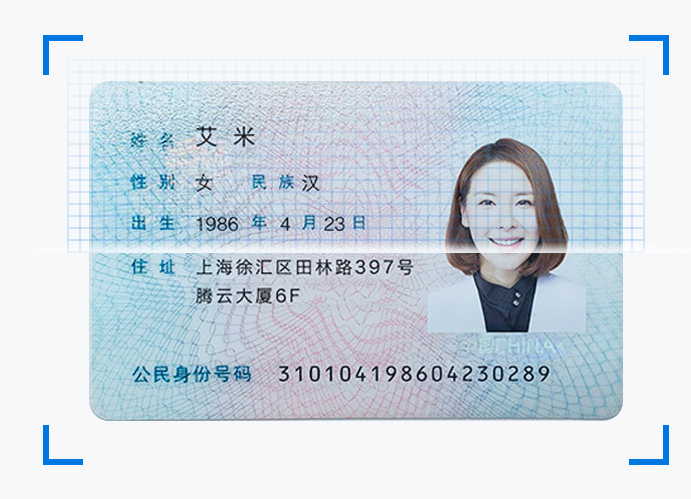 姓名 艾米
性别 女 民族 汉
出生 1986 年 4 月 23 日
住址 上海徐汇区田林路397号
腾云大厦6F
CHINA
公民身份号码 310104198604230289